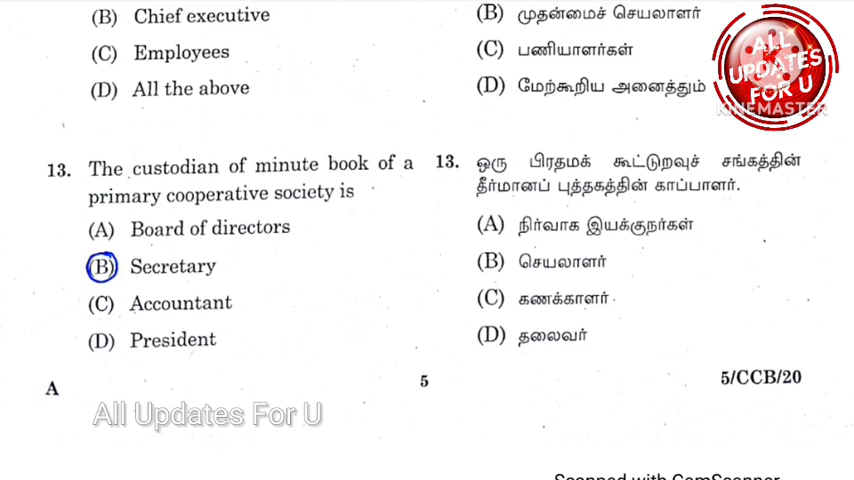 (B) Chief executive
(C) Employees
(D) All the above
13. The custodian of minute book of a
primary cooperative society is
(A) Board of directors
(B) Secretary
(C) Accountant
(D) President
(B) முதன்மைச் செயலாளர்
(C) பணியாளர்கள்
(D) மேற்கூறிய அனைத்தும்
13. ஒரு பிரதமக் கூட்டுறவுச் சங்கத்தின்
தீர்மானப் புத்தகத்தின் காப்பாளர்.
(A) நிர்வாக இயக்குநர்கள்
(B) செயலாளர்
(C) கணக்காளர்
(D) தலைவர்
A
5
5/CCB/20
All Updates For U
ALL
UPDATES
FOR U
KINEMASTER
Scanned with CamScanner